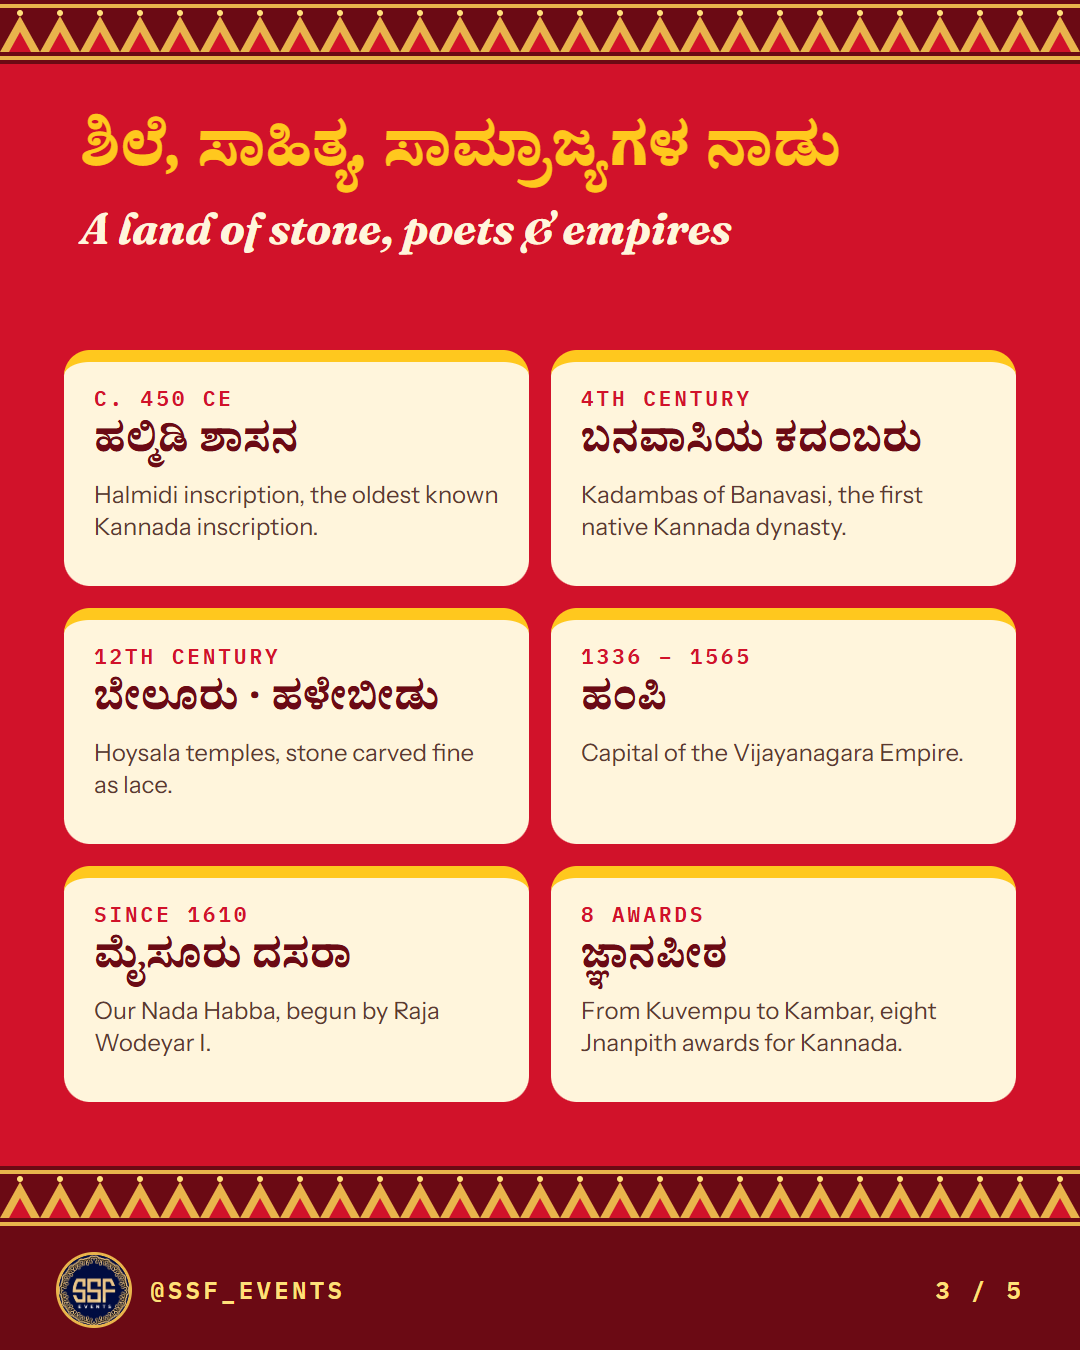 ಶಿಲೆ, ಸಾಹಿತ್ಯ, ಸಾಮ್ರಾಜ್ಯಗಳ ನಾಡು
A land of stone, poets & empires
C. 450 CE
ಹಲ್ಮಿಡಿ ಶಾಸನ
Halmidi inscription, the oldest known
Kannada inscription.
4TH CENTURY
ಬನವಾಸಿಯ ಕದಂಬರು
Kadambas of Banavasi, the first
native Kannada dynasty.
12TH CENTURY
ಬೇಲೂರು · ಹಳೇಬೀಡು
Hoysala temples, stone carved fine
as lace.
1336 – 1565
ಹಂಪಿ
Capital of the Vijayanagara Empire.
SINCE 1610
ಮೈಸೂರು ದಸರಾ
Our Nada Habba, begun by Raja
Wodeyar I.
8 AWARDS
ಜ್ಞಾನಪೀಠ
From Kuvempu to Kambar, eight
Jnanpith awards for Kannada.
SSF
EVENTS
@SSF_EVENTS
3 / 5